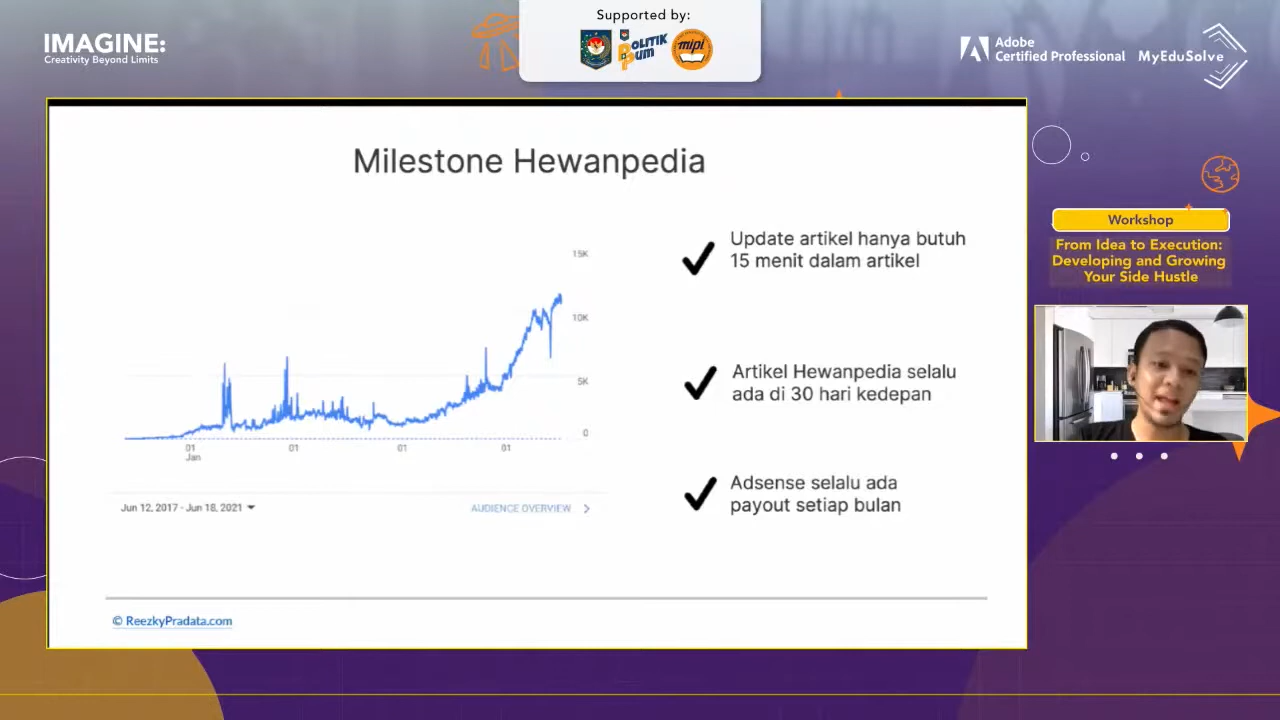 Supported by:
IMAGINE:
Creativity Beyond Limits
POLITIK
PUM
mipi
Adobe
Certified Professional
MyEduSolve
Milestone Hewanpedia
Update artikel hanya butuh
15 menit dalam artikel
15K
10K
5K
0
01
Jan
01
01
01
Artikel Hewanpedia selalu
ada di 30 hari kedepan
Adsense selalu ada
payout setiap bulan
Jun 12, 2017 - Jun 18, 2021
AUDIENCE OVERVIEW
© ReezkyPradata.com
Workshop
From Idea to Execution:
Developing and Growing
Your Side Hustle